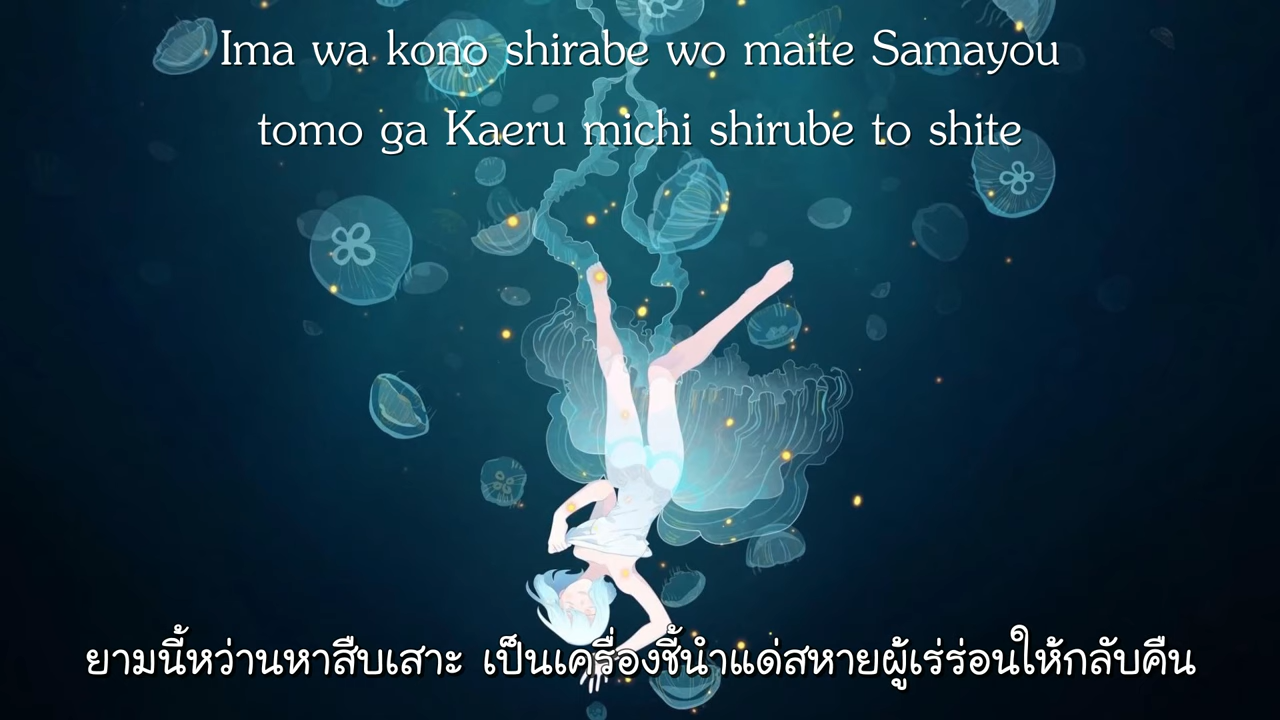 Ima wa kono shirabe wo maite Samayou
tomo ga Kaeru michi shirube to shite
ยามนี้หว่านหาสืบเสาะ เป็นเครื่องชี้นำแด่สหายผู้เร่ร่อนให้กลับคืน